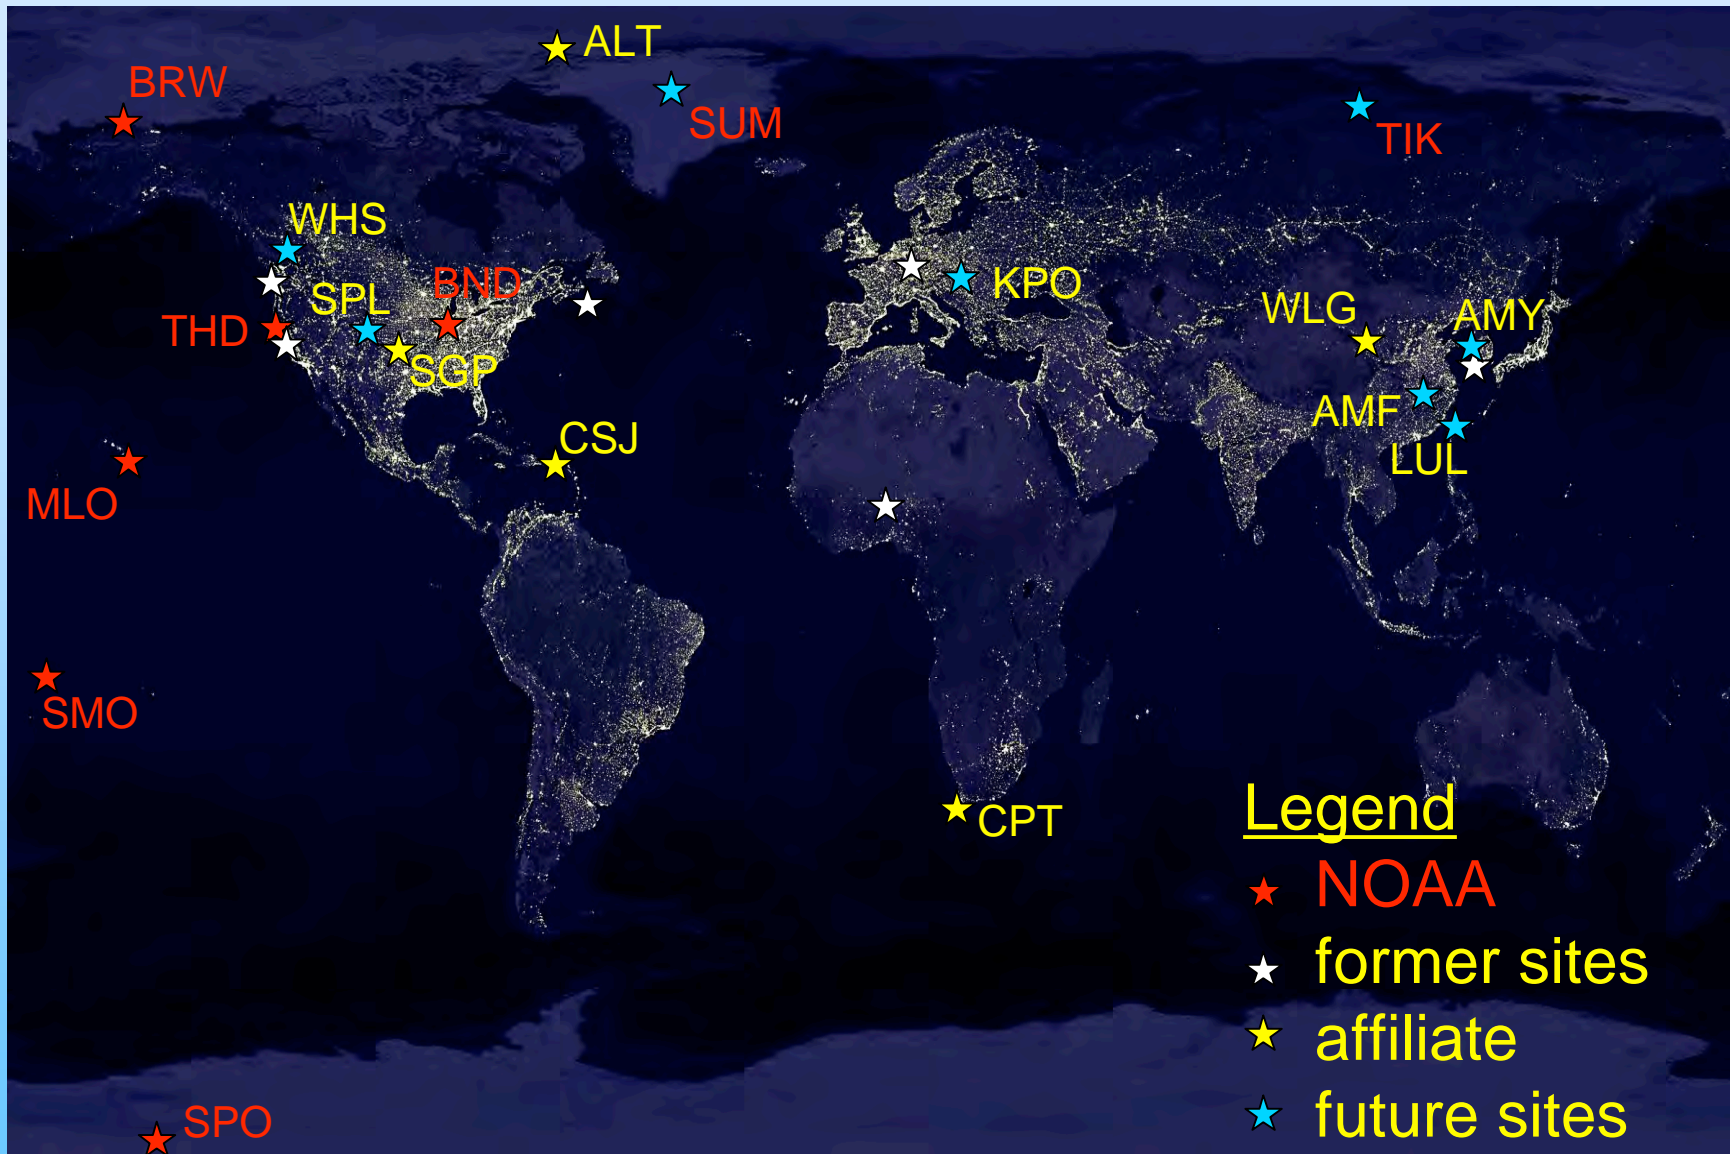 ALT
BRW
SUM
TIK
WHS
BND
KPO
SPL
WLG
AMY
THD
SGP
AMF
CSJ
LUL
MLO
SMO
CPT
Legend
NOAA
former sites
affiliate
future sites
SPO